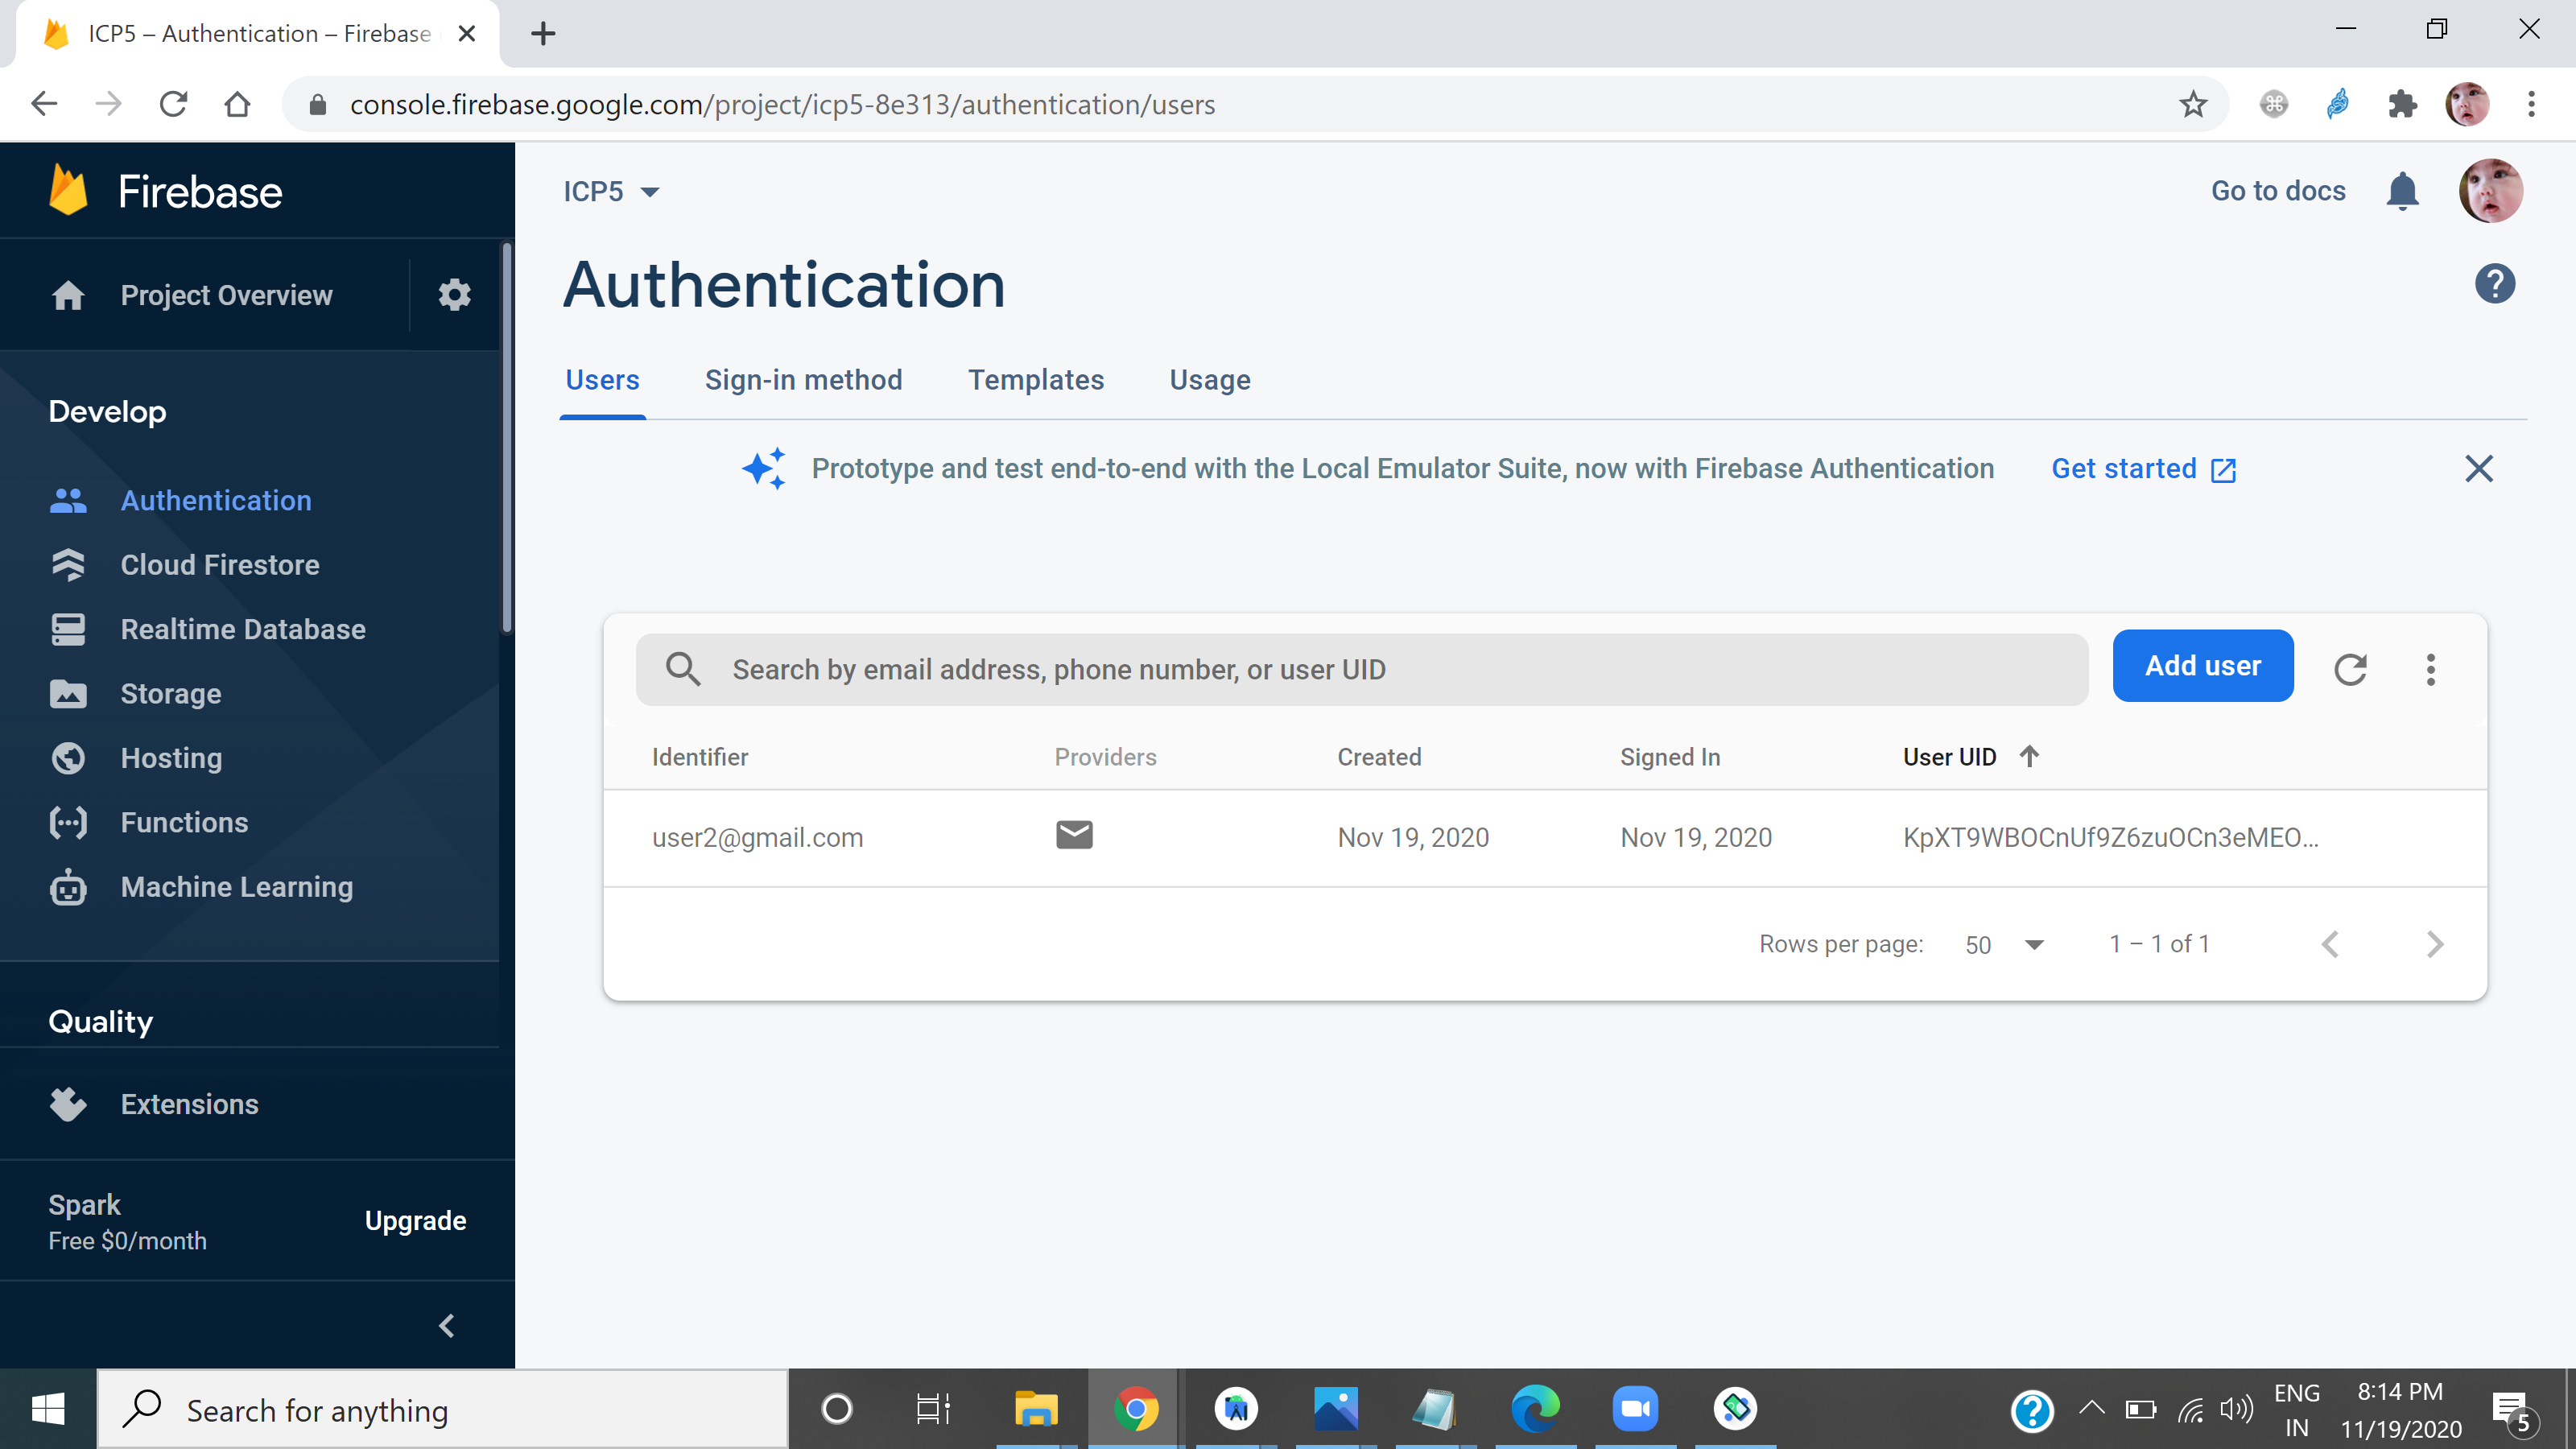 ICP5 – Authentication – Firebase
console.firebase.google.com/project/icp5-8e313/authentication/users
Firebase
ICP5
Go to docs
Project Overview
Authentication
Users Sign-in method Templates Usage
Develop
Prototype and test end-to-end with the Local Emulator Suite, now with Firebase Authentication Get started
Authentication
Cloud Firestore
Realtime Database
Storage
Hosting
Functions
Machine Learning
Search by email address, phone number, or user UID
Add user
Identifier Providers Created Signed In User UID
user2@gmail.com Nov 19, 2020 Nov 19, 2020 KpXT9WBOCnUf9Z6zuOCn3eMEO...
Rows per page: 50 1 – 1 of 1
Quality
Extensions
Spark
Free $0/month
Upgrade
Search for anything
ENG
IN
8:14 PM
11/19/2020
5